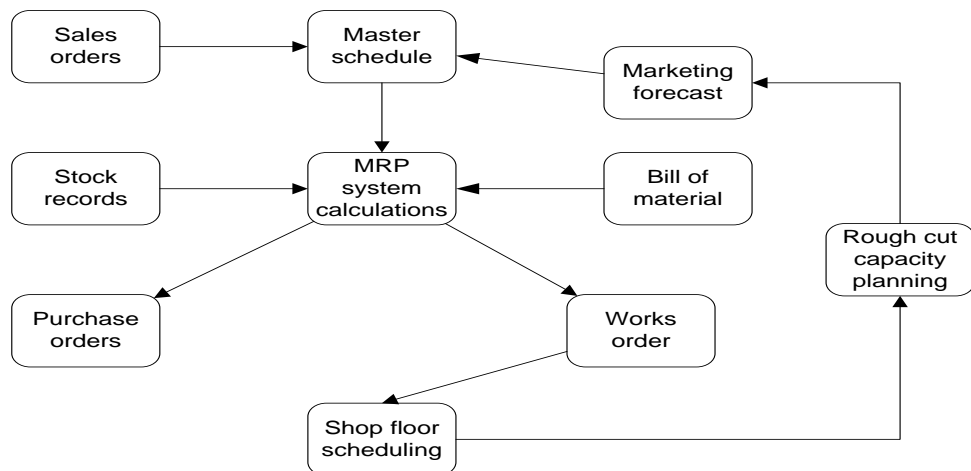 Sales
orders
Master
schedule
Marketing
forecast
Stock
records
MRP
system
calculations
Bill of
material
Rough cut
capacity
planning
Purchase
orders
Works
order
Shop floor
scheduling